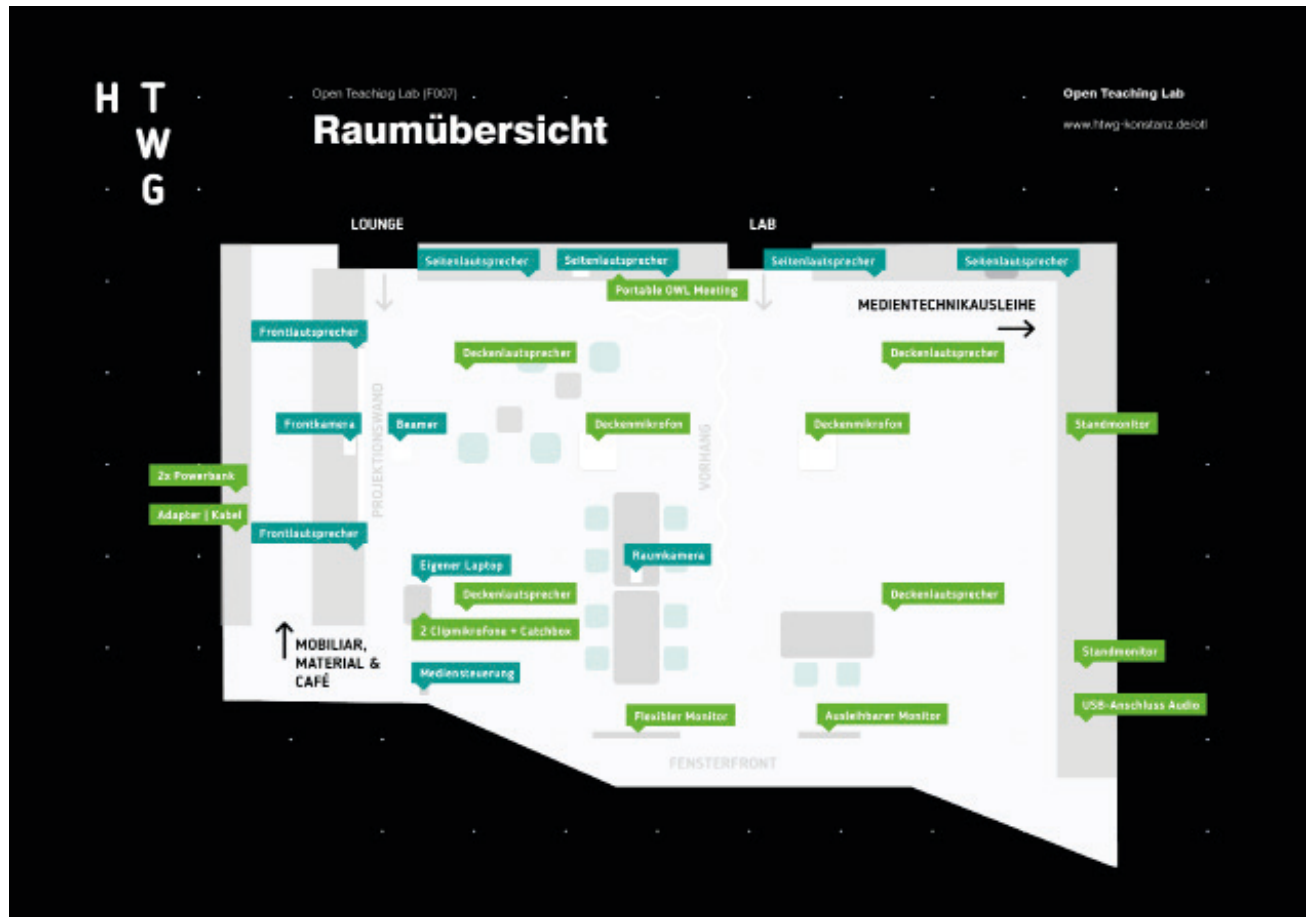 H T
W
G
Open Teaching Lab (F007)
Raumübersicht
Open Teaching Lab
www.htwg-konstanz.de/otl
LOUNGE
LAB
Seitenlautsprecher
Seitenlautsprecher
Seitenlautsprecher
Seitenlautsprecher
Portable OWL Meeting
MEDIENTECHNIKAUSLEIHE
Frontlautsprecher
Deckenlautsprecher
Deckenlautsprecher
PROJEKTIONSWAND
Frontkamera
Beamer
Deckenmikrofon
VORHANG
Deckenmikrofon
Standmonitor
2x Powerbank
Adapter | Kabel
Frontlautsprecher
Eigener Laptop
Raumkamera
Deckenlautsprecher
Deckenlautsprecher
2 Clipmikrofone + Catchbox
MOBILIAR,
MATERIAL &
CAFÉ
Mediensteuerung
Standmonitor
USB-Anschluss Audio
Flexibler Monitor
Ausleihbarer Monitor
FENSTERFRONT